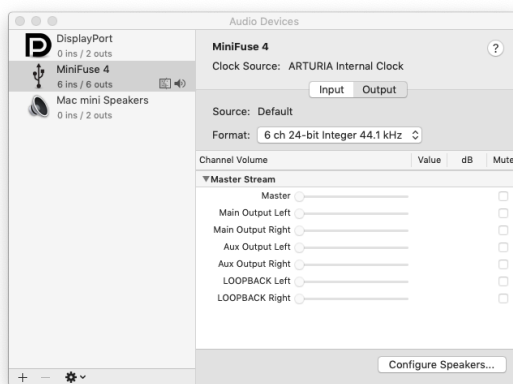 Audio Devices
DisplayPort
0 ins / 2 outs
MiniFuse 4
6 ins / 6 outs
Mac mini Speakers
0 ins / 2 outs
MiniFuse 4
?
Clock Source: ARTURIA Internal Clock
Input Output
Source: Default
Format: 6 ch 24-bit Integer 44.1 kHz
Channel Volume Value dB Mute
Master Stream
Master
Main Output Left
Main Output Right
Aux Output Left
Aux Output Right
LOOPBACK Left
LOOPBACK Right
Configure Speakers...